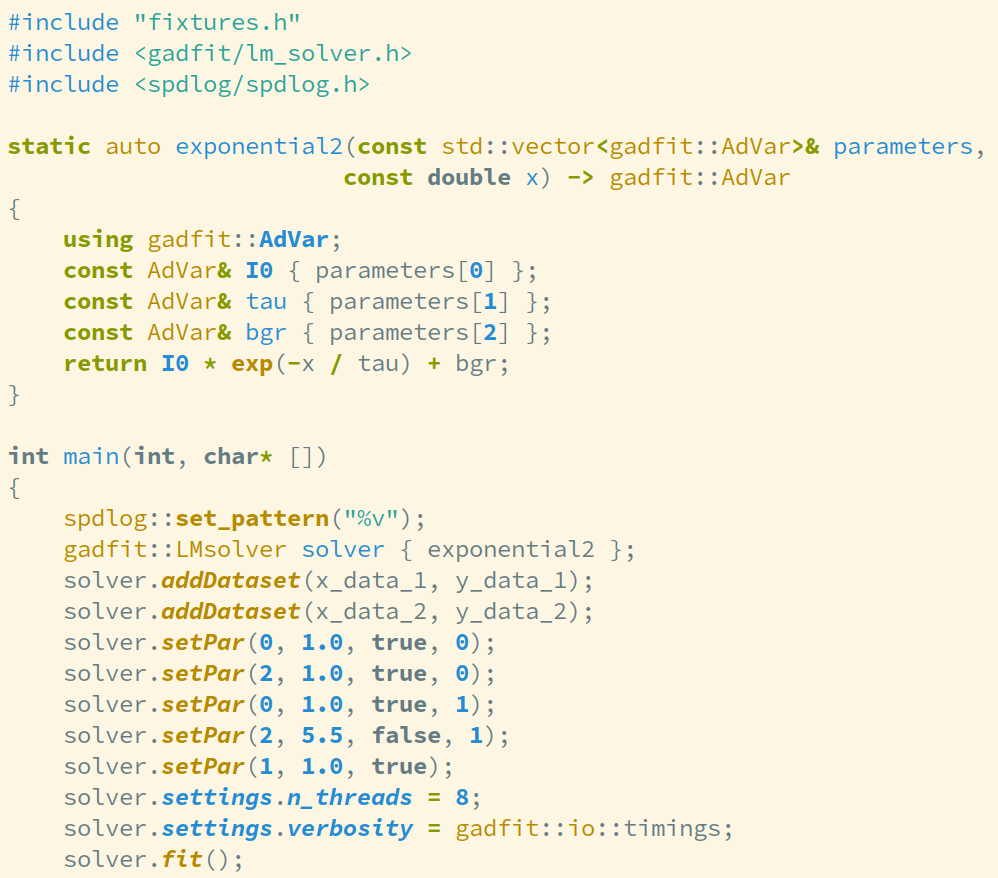 #include "fixtures.h"
#include <gadfit/lm_solver.h>
#include <spdlog/spdlog.h>

static auto exponential2(const std::vector<gadfit::AdVar>& parameters,
                        const double x) -> gadfit::AdVar
{
    using gadfit::AdVar;
    const AdVar& I0 { parameters[0] };
    const AdVar& tau { parameters[1] };
    const AdVar& bgr { parameters[2] };
    return I0 * exp(-x / tau) + bgr;
}

int main(int, char* [])
{
    spdlog::set_pattern("%v");
    gadfit::LMsolver solver { exponential2 };
    solver.addDataset(x_data_1, y_data_1);
    solver.addDataset(x_data_2, y_data_2);
    solver.setPar(0, 1.0, true, 0);
    solver.setPar(2, 1.0, true, 0);
    solver.setPar(0, 1.0, true, 1);
    solver.setPar(2, 5.5, false, 1);
    solver.setPar(1, 1.0, true);
    solver.settings.n_threads = 8;
    solver.settings.verbosity = gadfit::io::timings;
    solver.fit();